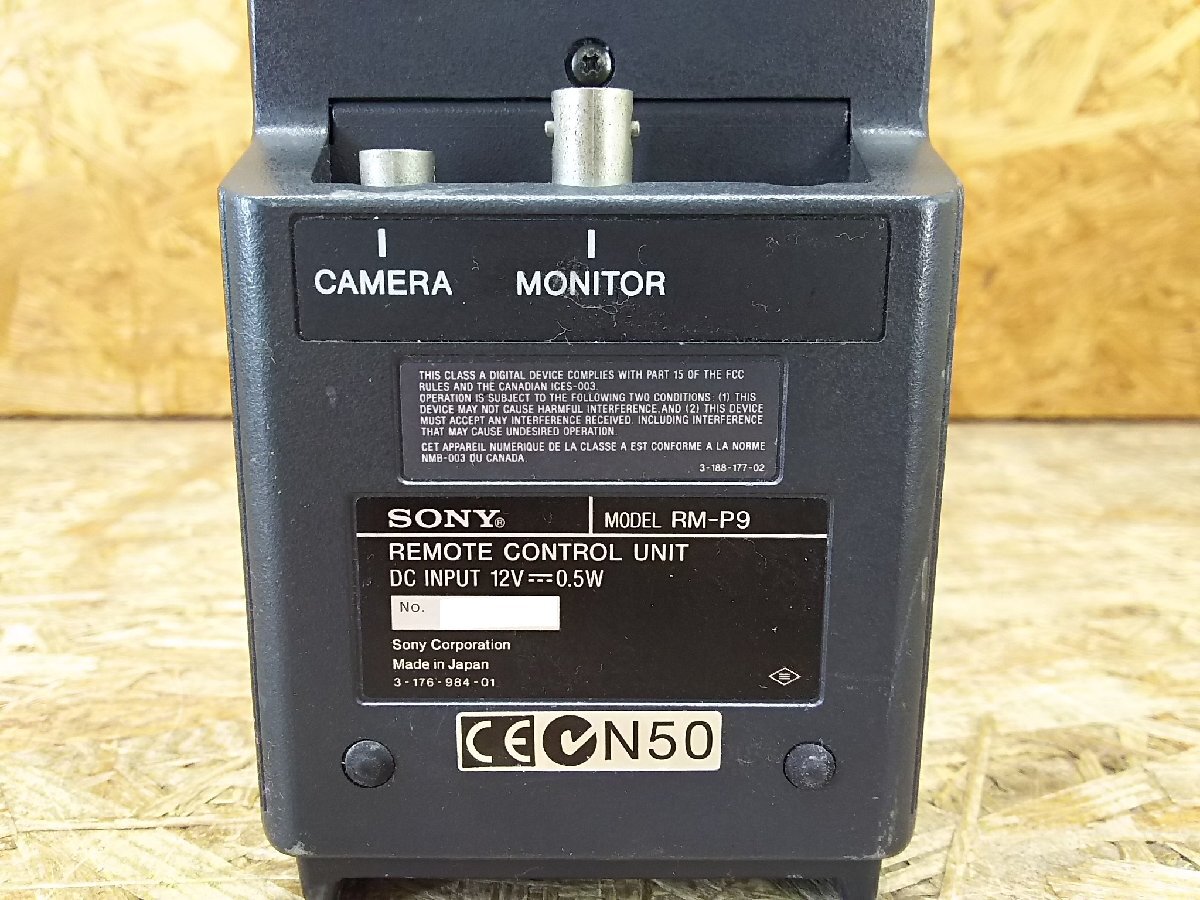 CAMERA MONITOR
THIS CLASS A DIGITAL DEVICE COMPLIES WITH PART 15 OF THE FCC
RULES AND THE CANADIAN ICES-003.
OPERATION IS SUBJECT TO THE FOLLOWING TWO CONDITIONS: (1) THIS
DEVICE MAY NOT CAUSE HARMFUL INTERFERENCE, AND (2) THIS DEVICE
MUST ACCEPT ANY INTERFERENCE RECEIVED, INCLUDING INTERFERENCE
THAT MAY CAUSE UNDESIRED OPERATION.
CET APPAREIL NUMERIQUE DE LA CLASSE A EST CONFORME A LA NORME
NMB-003 DU CANADA.
3-188-177-02
SONY® MODEL RM-P9
REMOTE CONTROL UNIT
DC INPUT 12V⎓0.5W
No.
Sony Corporation
Made in Japan
3-176-984-01
CE N50